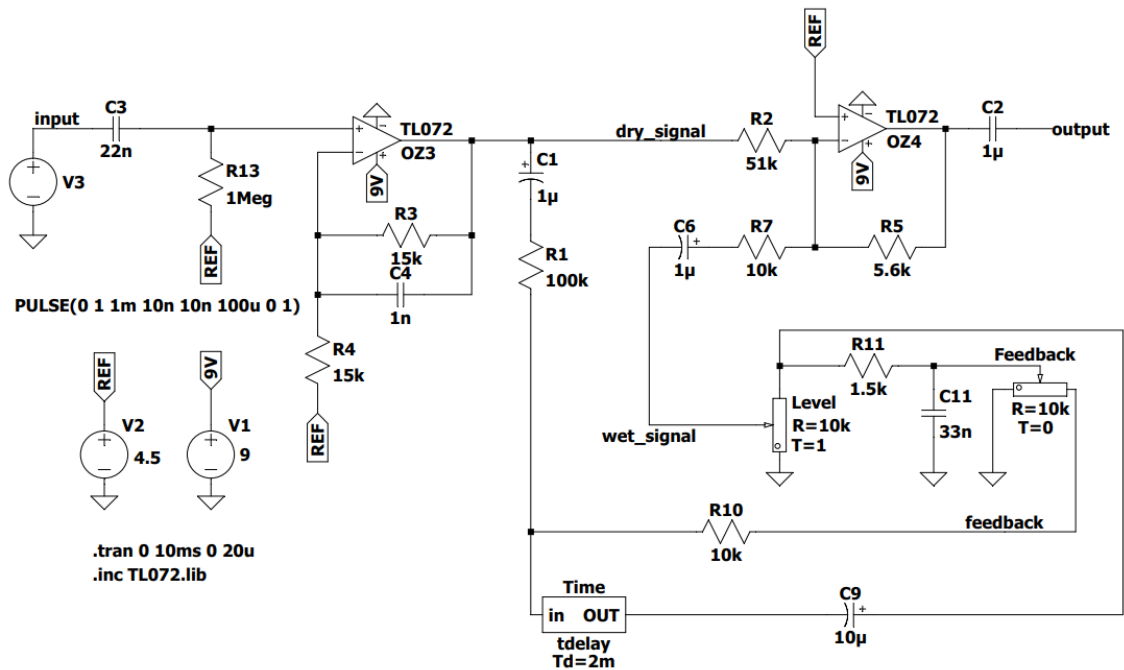 input
C3
22n
V3
R13
1Meg
REF
TL072
OZ3
9V
R3
15k
C4
1n
R4
15k
REF
PULSE(0 1 1m 10n 10n 100u 0 1)
REF
V2
4.5
9V
V1
9
.tran 0 10ms 0 20u
.inc TL072.lib
C1
1µ
R1
100k
dry_signal
R2
51k
REF
TL072
OZ4
9V
C2
1µ
output
C6
1µ
R7
10k
R5
5.6k
wet_signal
Level
R=10k
T=1
R11
1.5k
C11
33n
Feedback
R=10k
T=0
R10
10k
feedback
Time
in OUT
tdelay
Td=2m
C9
10µ